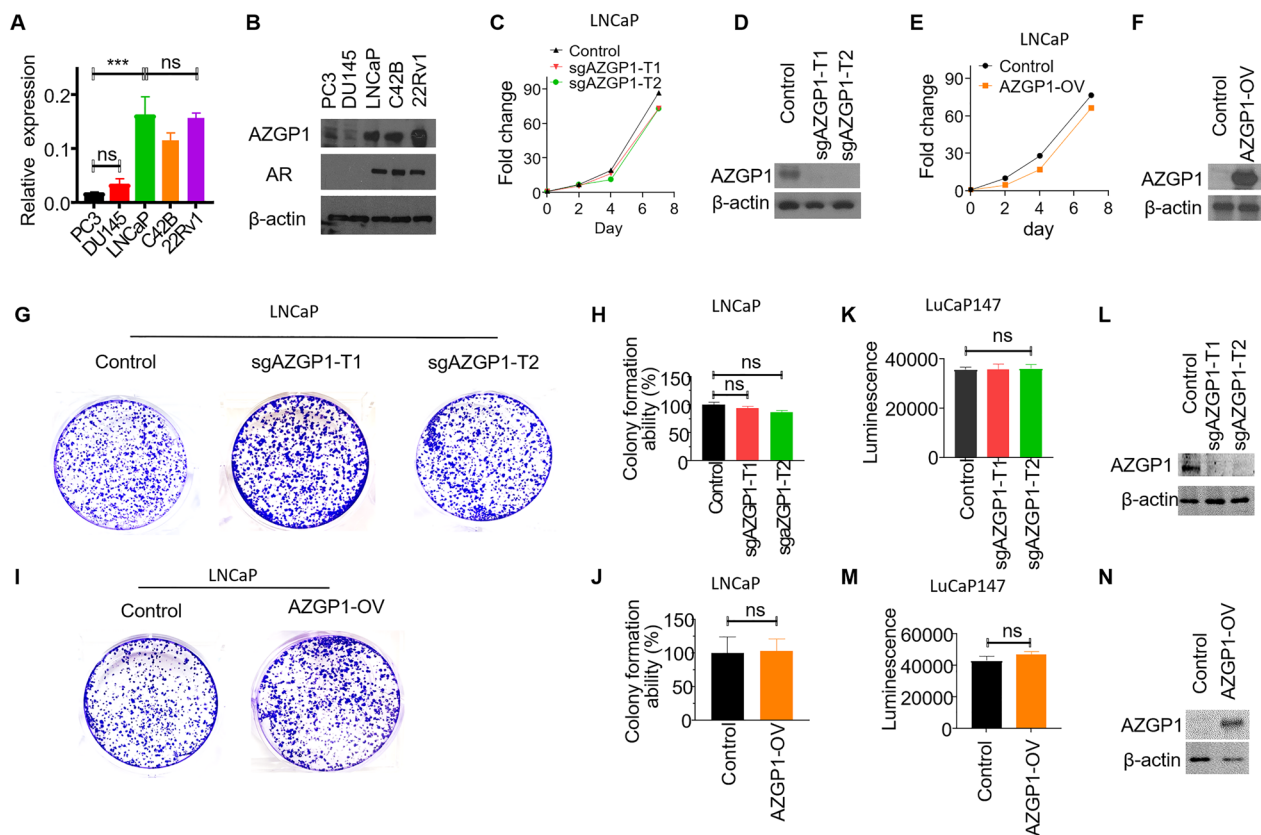 A
***
ns
ns
Relative expression
0.2
0.1
0.0
PC3
DU145
LNCaP
C42B
22Rv1
B
PC3
DU145
LNCaP
C42B
22Rv1
AZGP1
AR
β-actin
C
LNCaP
Control
sgAZGP1-T1
sgAZGP1-T2
Fold change
90
60
30
0
0 2 4 6 8
Day
D
Control
sgAZGP1-T1
sgAZGP1-T2
AZGP1
β-actin
E
LNCaP
Control
AZGP1-OV
Fold change
90
60
30
0
0 2 4 6 8
day
F
Control
AZGP1-OV
AZGP1
β-actin
G
LNCaP
Control sgAZGP1-T1 sgAZGP1-T2
H
LNCaP
ns
ns
Colony formation
ability (%)
150
100
50
0
Control
sgAZGP1-T1
sgaZGP1-T2
K
LuCaP147
ns
Luminescence
40000
20000
0
Control
sgAZGP1-T1
sgAZGP1-T2
L
Control
sgAZGP1-T1
sgAZGP1-T2
AZGP1
β-actin
I
LNCaP
Control AZGP1-OV
J
LNCaP
ns
Colony formation
ability (%)
150
100
50
0
Control
AZGP1-OV
M
LuCaP147
ns
Luminescence
60000
40000
20000
0
Control
AZGP1-OV
N
Control
AZGP1-OV
AZGP1
β-actin